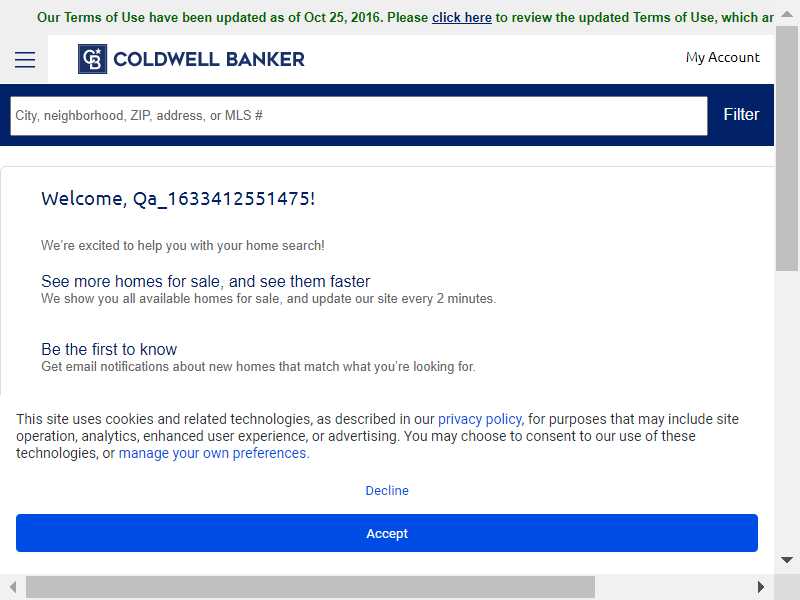 Our Terms of Use have been updated as of Oct 25, 2016. Please click here to review the updated Terms of Use, which
COLDWELL BANKER
My Account
City, neighborhood, ZIP, address, or MLS #
Filter
Welcome, Qa_1633412551475!
We're excited to help you with your home search!
See more homes for sale, and see them faster
We show you all available homes for sale, and update our site every 2 minutes.
Be the first to know
Get email notifications about new homes that match what you're looking for.
This site uses cookies and related technologies, as described in our privacy policy, for purposes that may include site
operation, analytics, enhanced user experience, or advertising. You may choose to consent to our use of these
technologies, or manage your own preferences.
Decline
Accept